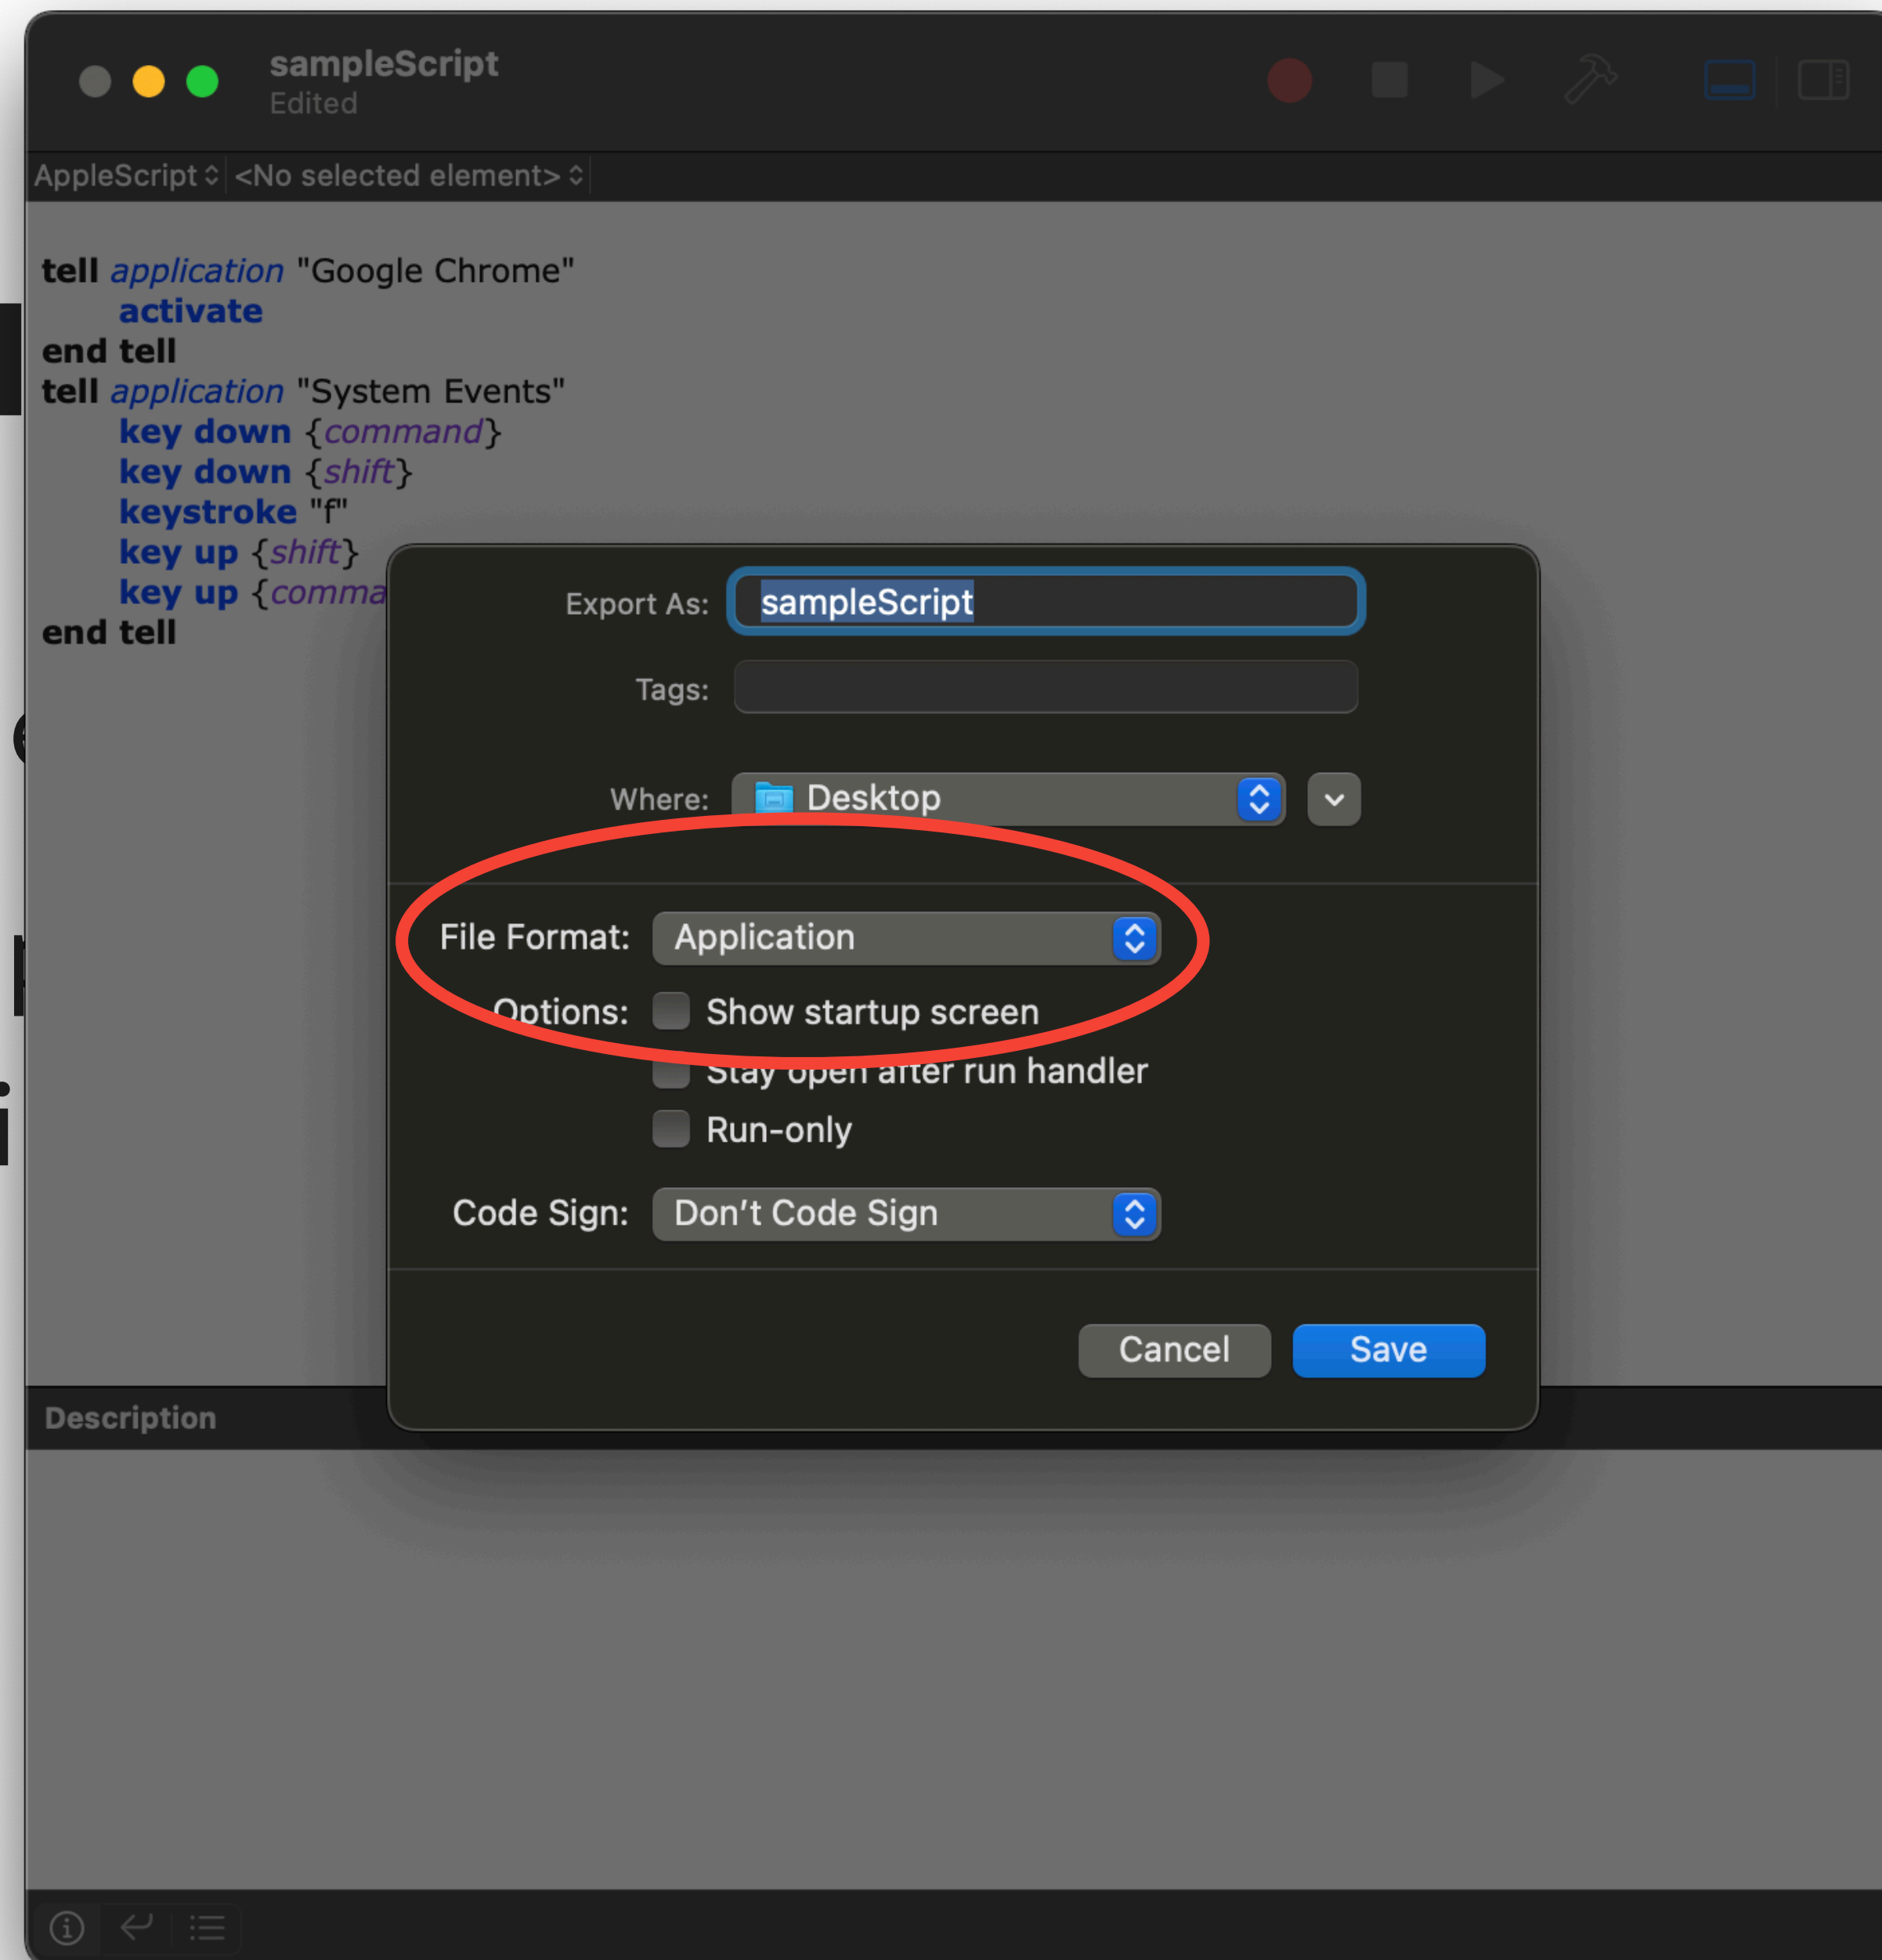 sampleScript
Edited
AppleScript <No selected element>
tell application "Google Chrome"
activate
end tell
tell application "System Events"
key down {command}
key down {shift}
keystroke "f"
key up {shift}
key up {comma
end tell
Export As: sampleScript
Tags:
Where: Desktop
File Format: Application
Options: Show startup screen
Stay open after run handler
Run-only
Code Sign: Don't Code Sign
Cancel Save
Description